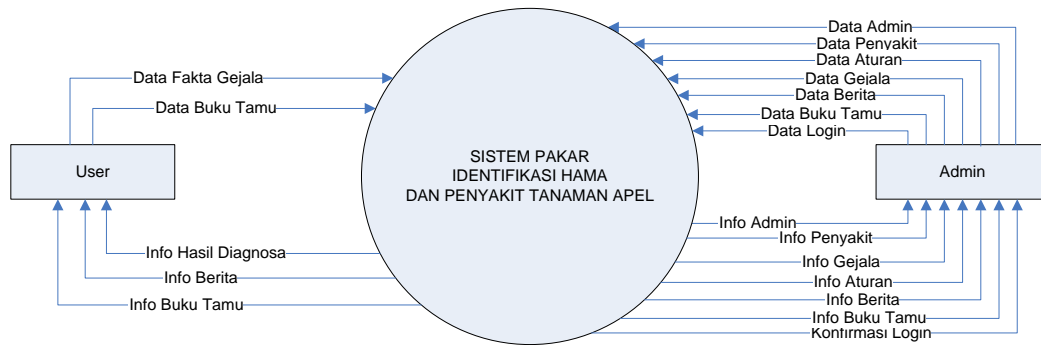 Data Admin
Data Penyakit
Data Aturan
Data Gejala
Data Berita
Data Buku Tamu
Data Login
Data Fakta Gejala
Data Buku Tamu
User
SISTEM PAKAR
IDENTIFIKASI HAMA
DAN PENYAKIT TANAMAN APEL
Admin
Info Hasil Diagnosa
Info Berita
Info Buku Tamu
Info Admin
Info Penyakit
Info Gejala
Info Aturan
Info Berita
Info Buku Tamu
Konfirmasi Login